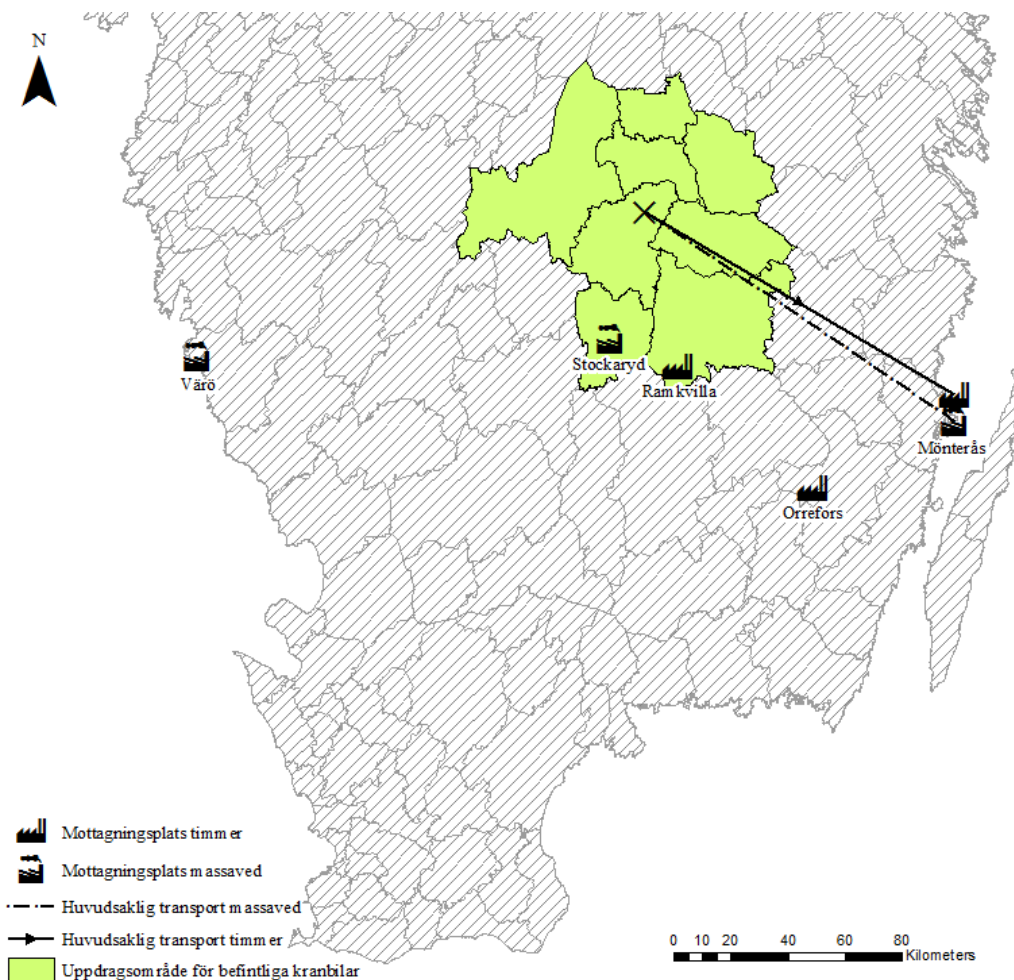 N
Stockaryd
Värö
Ramkvilla
Mönterås
Orrefors
Mottagningsplats timmer
Mottagningsplats massaved
Huvudsaklig transport massaved
Huvudsaklig transport timmer
Uppdragsområde för befintliga kranbilar
0 10 20 40 60 80
Kilometers